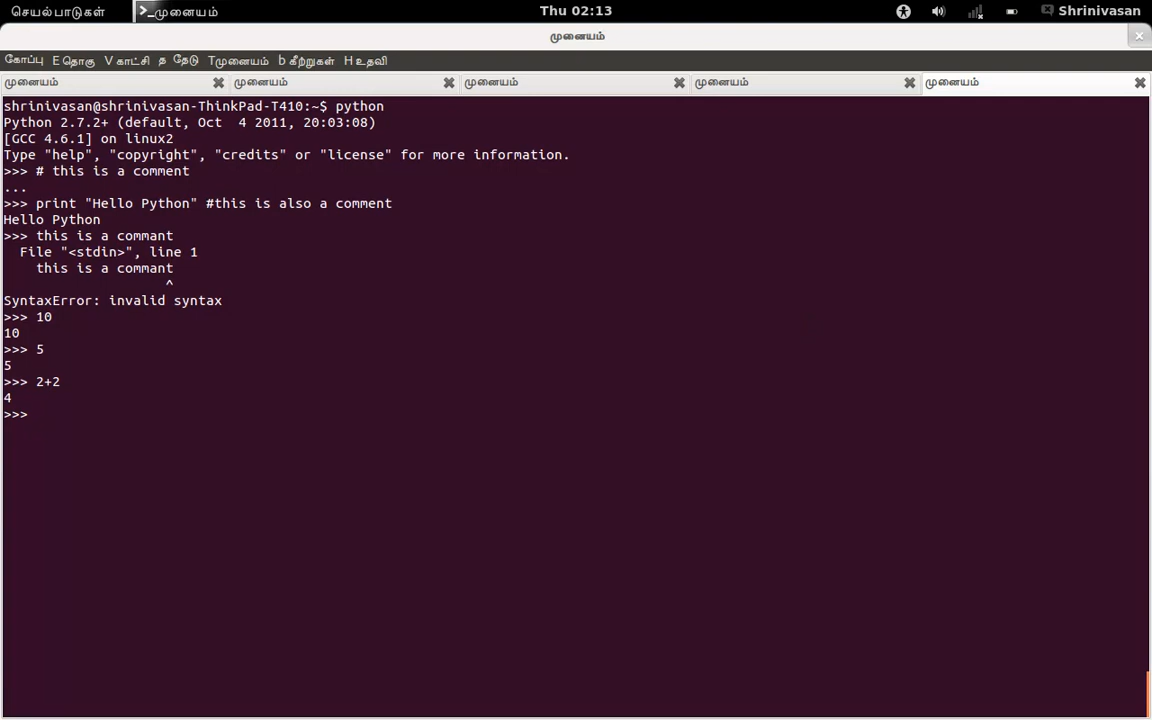 செயல்பாடுகள் >_ முனையம் Thu 02:13 Shrinivasan
முனையம்
கோப்பு E தொகு V காட்சி த தேடு Tமுனையம் b கீற்றுகள் H உதவி
முனையம் முனையம் முனையம் முனையம் முனையம்
shrinivasan@shrinivasan-ThinkPad-T410:~$ python
Python 2.7.2+ (default, Oct  4 2011, 20:03:08)
[GCC 4.6.1] on linux2
Type "help", "copyright", "credits" or "license" for more information.
>>> # this is a comment
...
>>> print "Hello Python" #this is also a comment
Hello Python
>>> this is a commant
  File "<stdin>", line 1
    this is a commant
                    ^
SyntaxError: invalid syntax
>>> 10
10
>>> 5
5
>>> 2+2
4
>>>